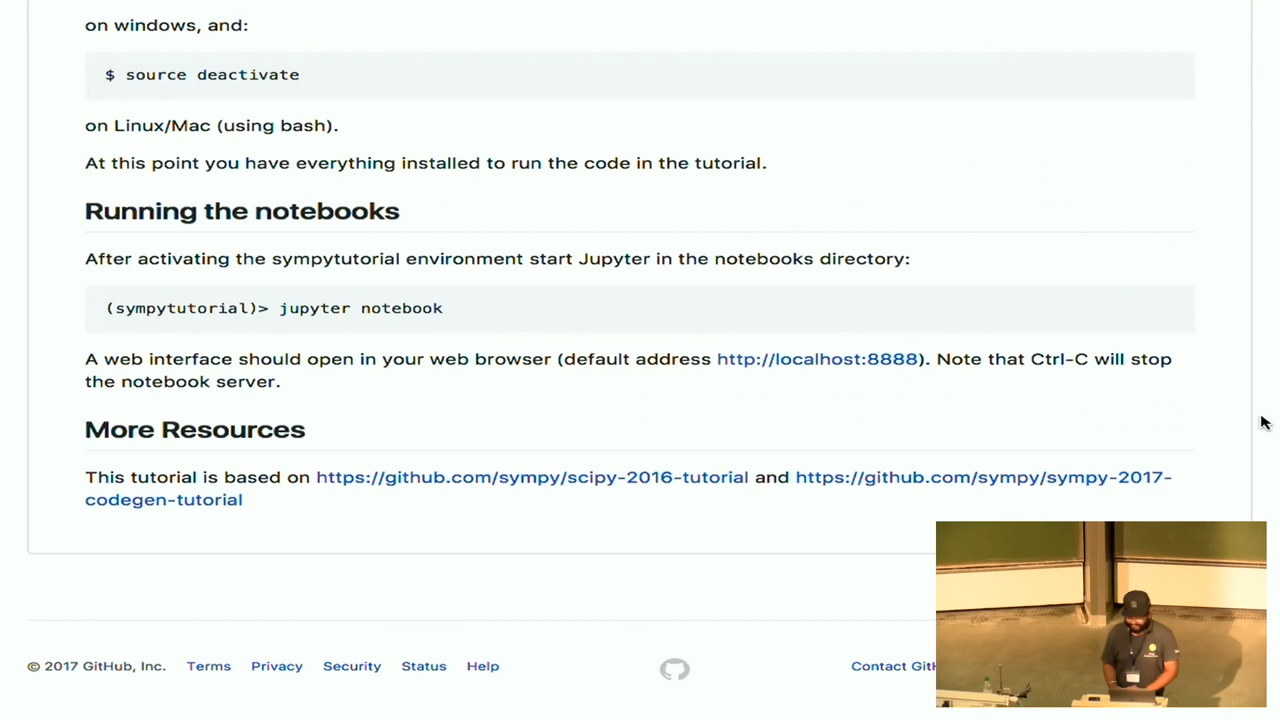 on windows, and:
$ source deactivate
on Linux/Mac (using bash).
At this point you have everything installed to run the code in the tutorial.
Running the notebooks
After activating the sympytutorial environment start Jupyter in the notebooks directory:
(sympytutorial)> jupyter notebook
A web interface should open in your web browser (default address http://localhost:8888). Note that Ctrl-C will stop
the notebook server.
More Resources
This tutorial is based on https://github.com/sympy/scipy-2016-tutorial and https://github.com/sympy/sympy-2017-
codegen-tutorial
© 2017 GitHub, Inc. Terms Privacy Security Status Help Contact